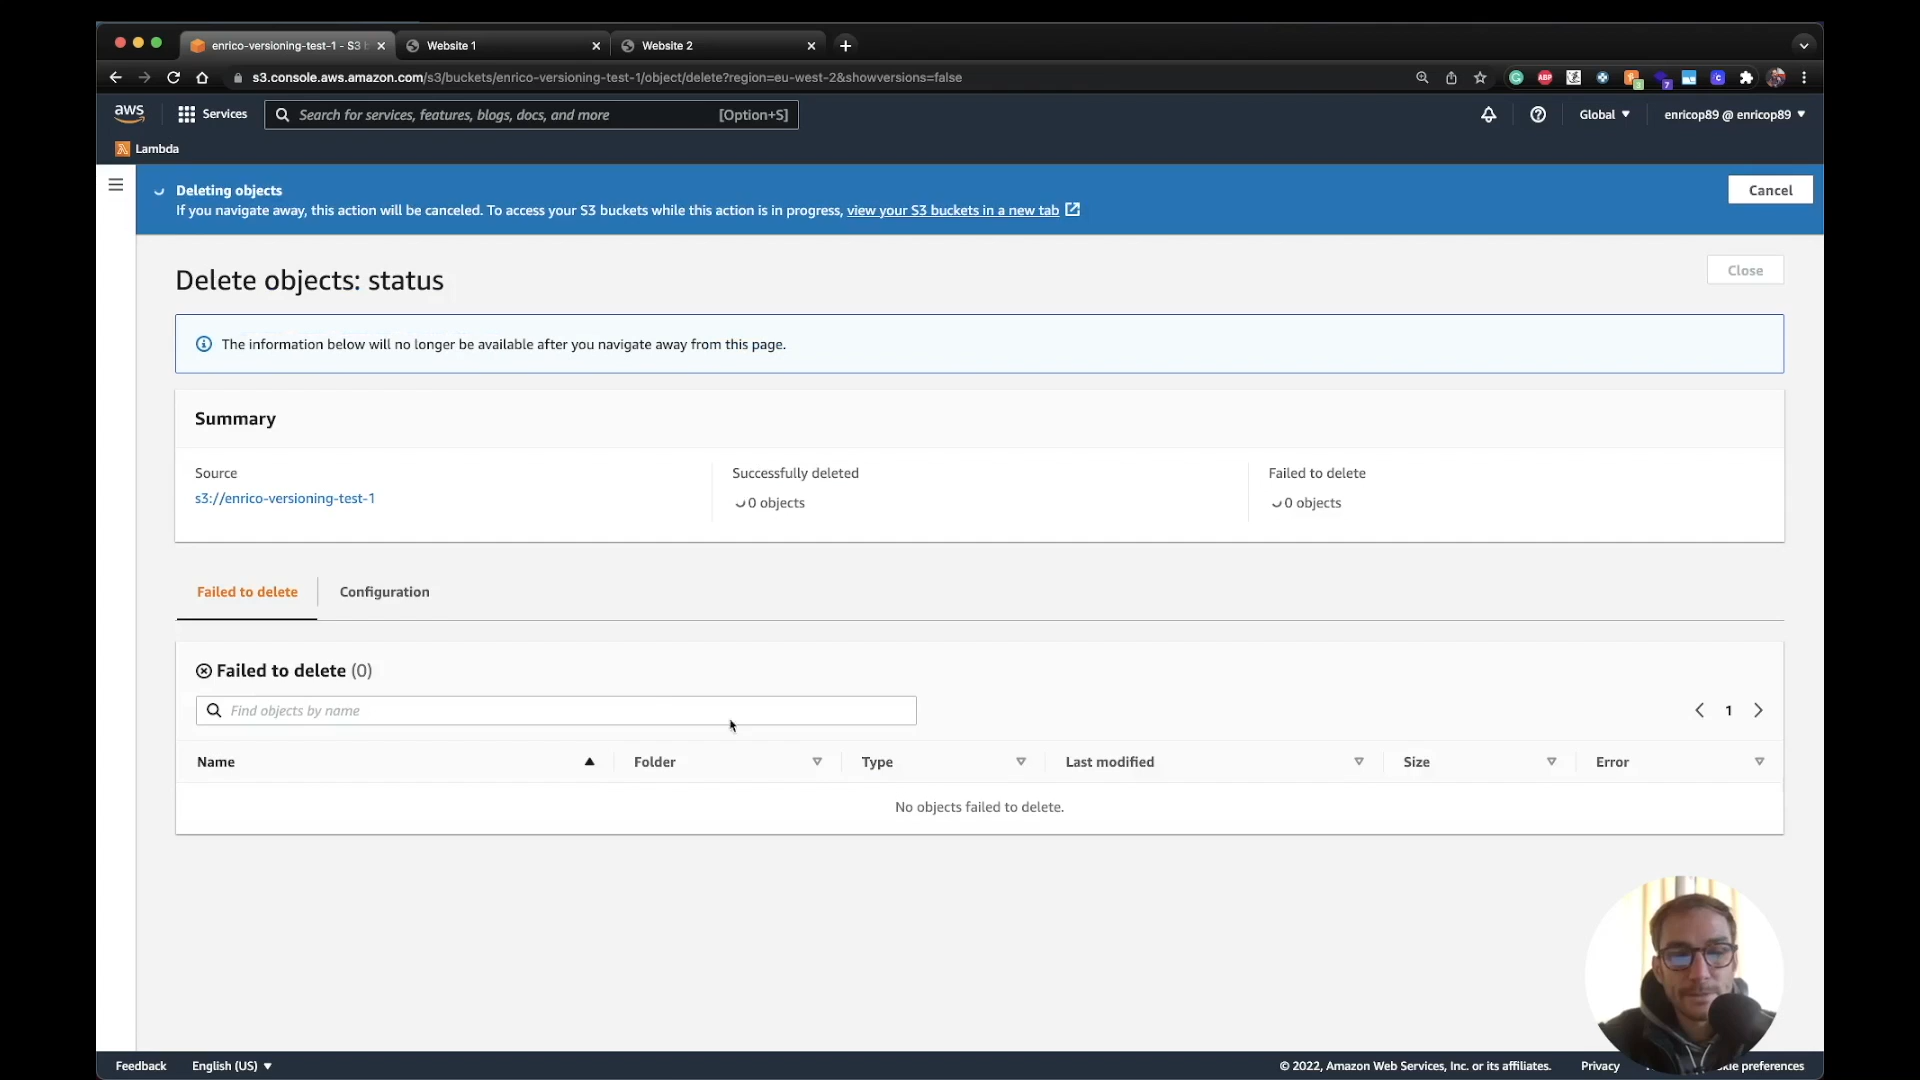 enrico-versioning-test-1 - S3 b
Website 1
Website 2
s3.console.aws.amazon.com/s3/buckets/enrico-versioning-test-1/object/delete?region=eu-west-2&showversions=false
ABP
7
aws
Services
Search for services, features, blogs, docs, and more
[Option+S]
Global
enricop89 @ enricop89
Lambda
Deleting objects
If you navigate away, this action will be canceled. To access your S3 buckets while this action is in progress, view your S3 buckets in a new tab
Cancel
Delete objects: status
Close
The information below will no longer be available after you navigate away from this page.
Summary
Source
Successfully deleted
Failed to delete
s3://enrico-versioning-test-1
0 objects
0 objects
Failed to delete
Configuration
Failed to delete (0)
Find objects by name
1
Name
Folder
Type
Last modified
Size
Error
No objects failed to delete.
Feedback
English (US)
© 2022, Amazon Web Services, Inc. or its affiliates.
Privacy
preferences